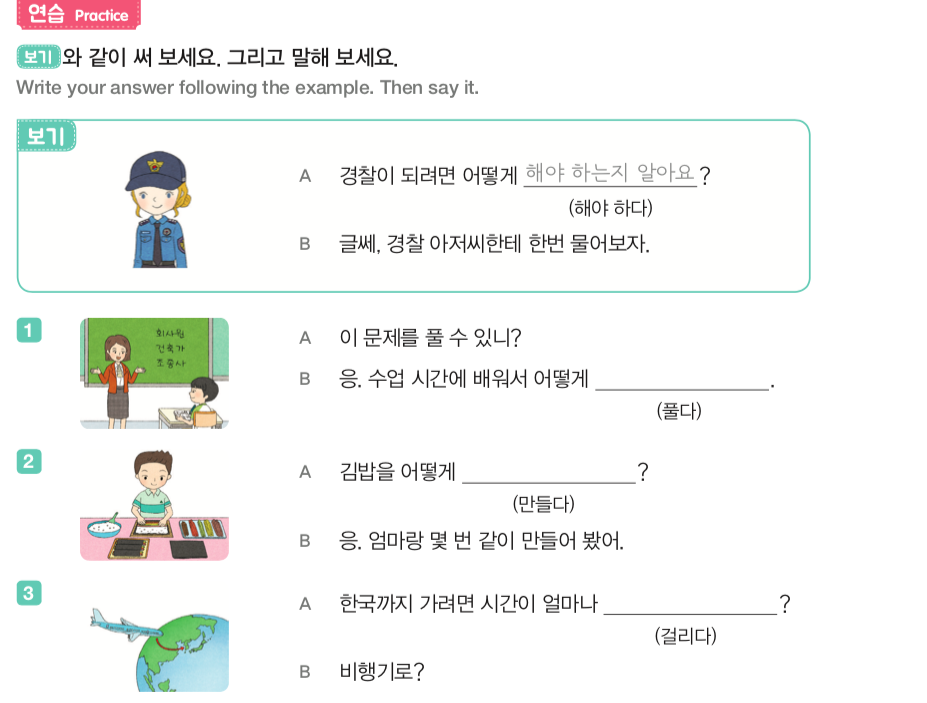 연습 Practice
보기 와 같이 써 보세요. 그리고 말해 보세요.
Write your answer following the example. Then say it.
보기
A 경찰이 되려면 어떻게 해야 하는지 알아요 ?
(해야 하다)
B 글쎄, 경찰 아저씨한테 한번 물어보자.
1
회사원
건축가
조종사
A 이 문제를 풀 수 있니?
B 응. 수업 시간에 배워서 어떻게 ________________.
(풀다)
2
A 김밥을 어떻게 ________________?
(만들다)
B 응. 엄마랑 몇 번 같이 만들어 봤어.
3
A 한국까지 가려면 시간이 얼마나 ________________?
(걸리다)
B 비행기로?